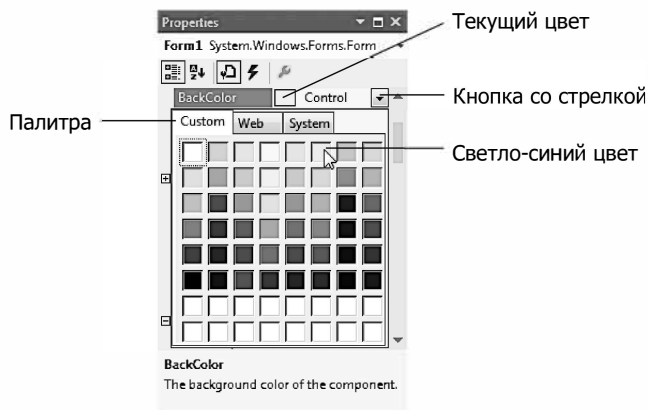 Properties
Form1 System.Windows.Forms.Form
Текущий цвет
BackColor Control
Кнопка со стрелкой
Палитра
Custom Web System
Светло-синий цвет
BackColor
The background color of the component.